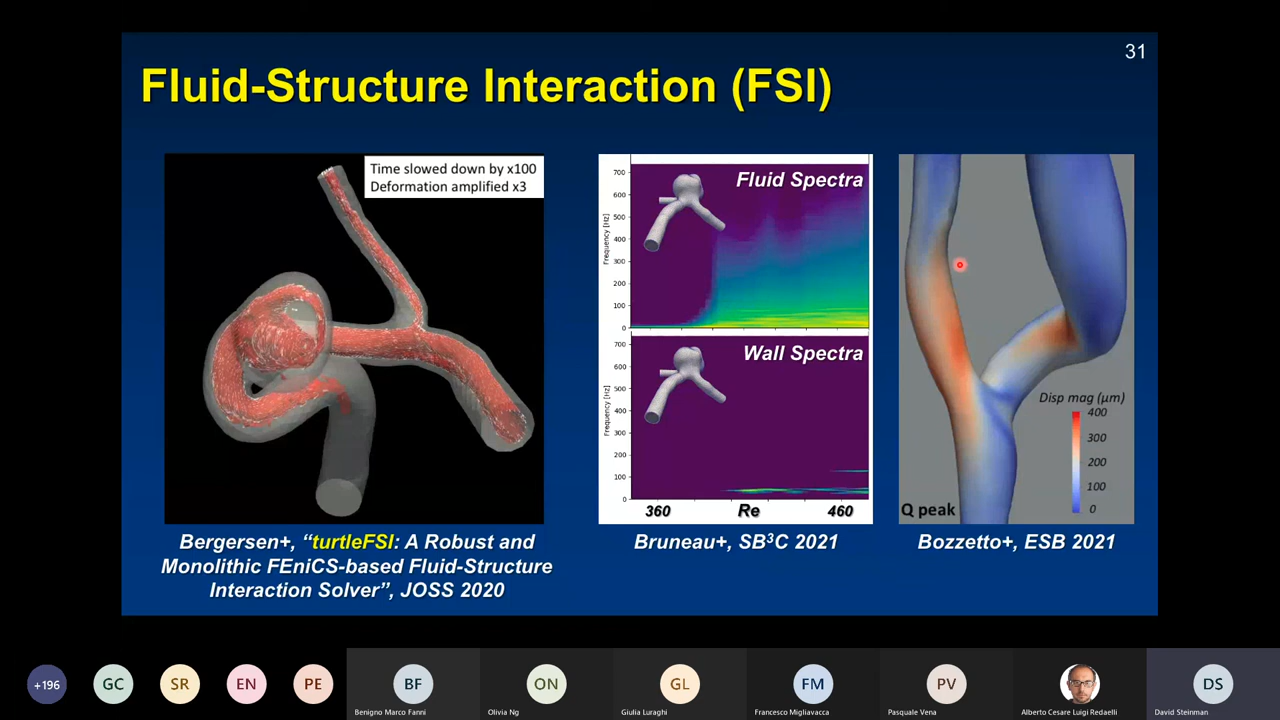 31
Fluid-Structure Interaction (FSI)
Time slowed down by x100
Deformation amplified x3
Fluid Spectra
Frequency [Hz]
700
600
500
400
300
200
100
0
Wall Spectra
Frequency [Hz]
700
600
500
400
300
200
100
0
360 Re 460
Disp mag (μm)
400
300
200
100
0
Q peak
Bergersen+, “turtleFSI: A Robust and
Monolithic FEniCS-based Fluid-Structure
Interaction Solver”, JOSS 2020
Bruneau+, SB³C 2021
Bozzetto+, ESB 2021
+196
GC
SR
EN
PE
BF
Benigno Marco Fanni
ON
Olivia Ng
GL
Giulia Luraghi
FM
Francesco Migliavacca
PV
Pasquale Vena
Alberto Cesare Luigi Redaelli
DS
David Steinman